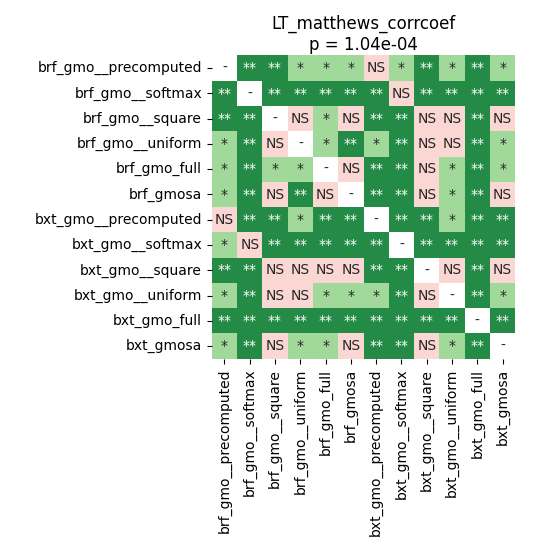 LT_matthews_corrcoef
p = 1.04e-04
brf_gmo__precomputed - ** ** * * * NS * ** * ** *
brf_gmo__softmax ** - ** ** ** ** ** NS ** ** ** **
brf_gmo__square ** ** - NS * NS ** ** NS NS ** NS
brf_gmo__uniform * ** NS - * ** * ** NS NS ** *
brf_gmo_full * ** * * - NS ** ** NS * ** *
brf_gmosa * ** NS ** NS - ** ** NS * ** NS
bxt_gmo__precomputed NS ** ** * ** ** - ** ** * ** **
bxt_gmo__softmax * NS ** ** ** ** ** - ** ** ** **
bxt_gmo__square ** ** NS NS NS NS ** ** - NS ** NS
bxt_gmo__uniform * ** NS NS * * * ** NS - ** *
bxt_gmo_full ** ** ** ** ** ** ** ** ** ** - **
bxt_gmosa * ** NS * * NS ** ** NS * ** -
brf_gmo__precomputed
brf_gmo__softmax
brf_gmo__square
brf_gmo__uniform
brf_gmo_full
brf_gmosa
bxt_gmo__precomputed
bxt_gmo__softmax
bxt_gmo__square
bxt_gmo__uniform
bxt_gmo_full
bxt_gmosa